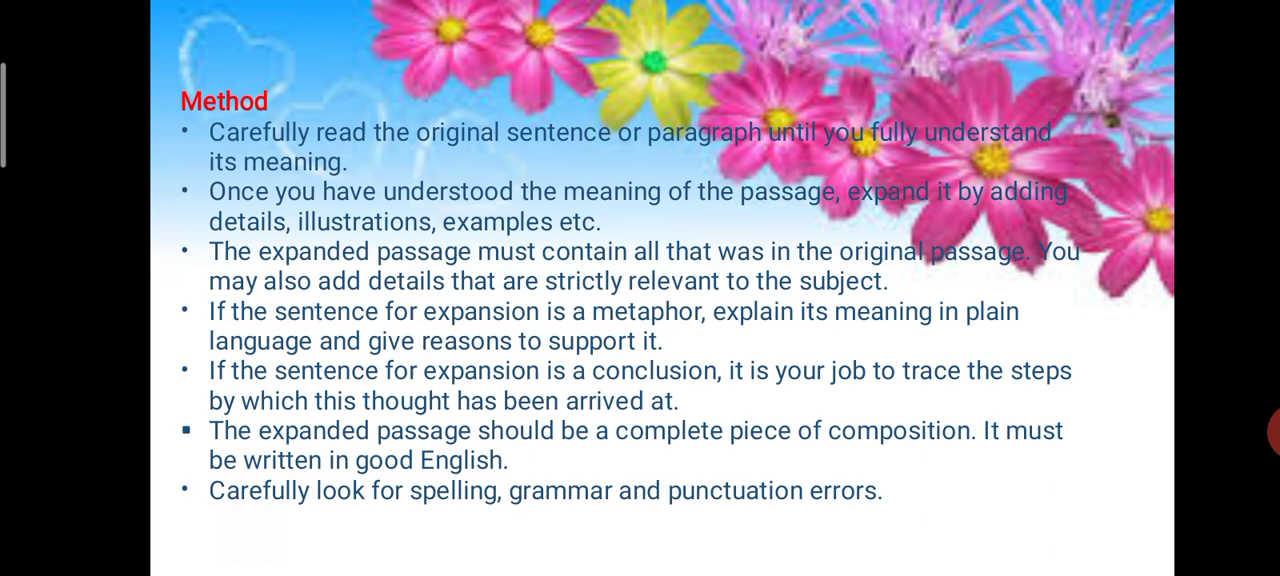 Method
• Carefully read the original sentence or paragraph until you fully understand
its meaning.
• Once you have understood the meaning of the passage, expand it by adding
details, illustrations, examples etc.
• The expanded passage must contain all that was in the original passage. You
may also add details that are strictly relevant to the subject.
• If the sentence for expansion is a metaphor, explain its meaning in plain
language and give reasons to support it.
• If the sentence for expansion is a conclusion, it is your job to trace the steps
by which this thought has been arrived at.
▪ The expanded passage should be a complete piece of composition. It must
be written in good English.
• Carefully look for spelling, grammar and punctuation errors.